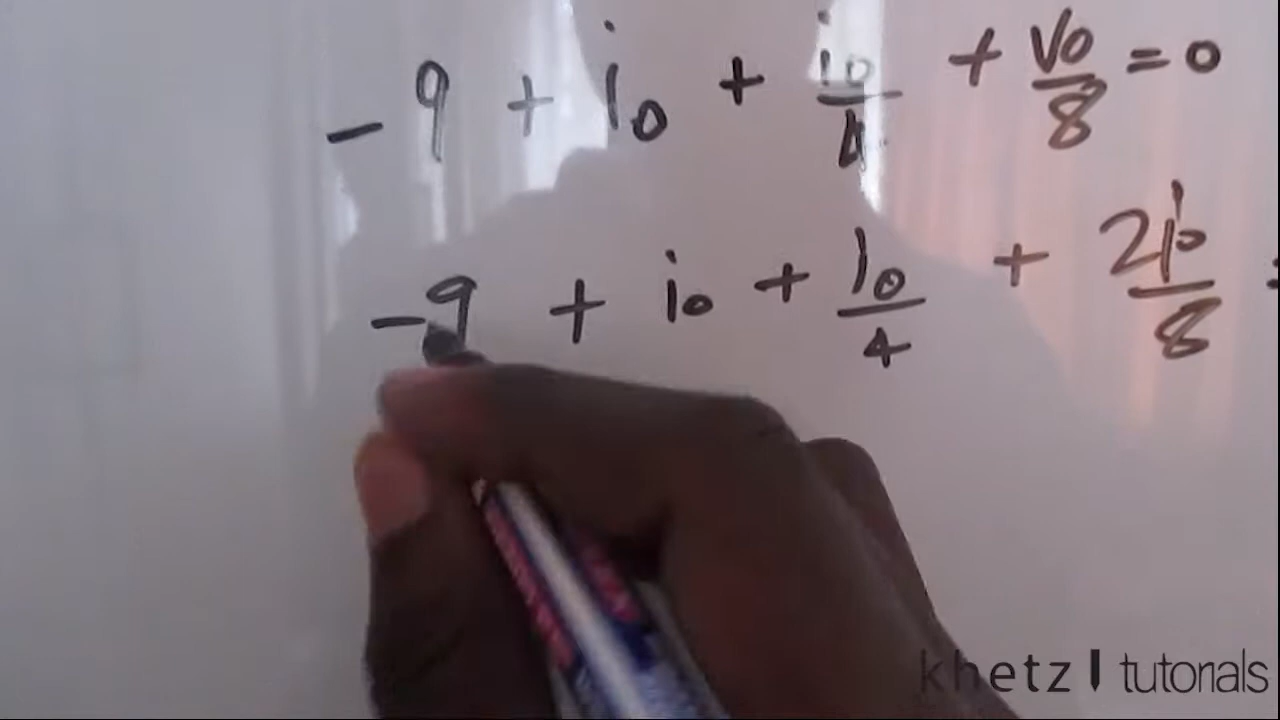 - 9 + i₀ + i₀/4 + V₀/8 = 0
-9 + i₀ + i₀/4 + 2i₀/8 =
khetz tutorials